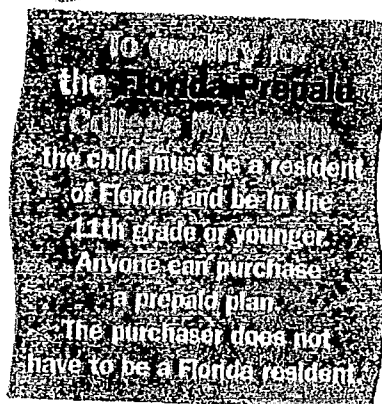 To qualify for
the Florida Prepaid
College Program,
the child must be a resident
of Florida and be in the
11th grade or younger.
Anyone can purchase
a prepaid plan.
The purchaser does not
have to be a Florida resident.